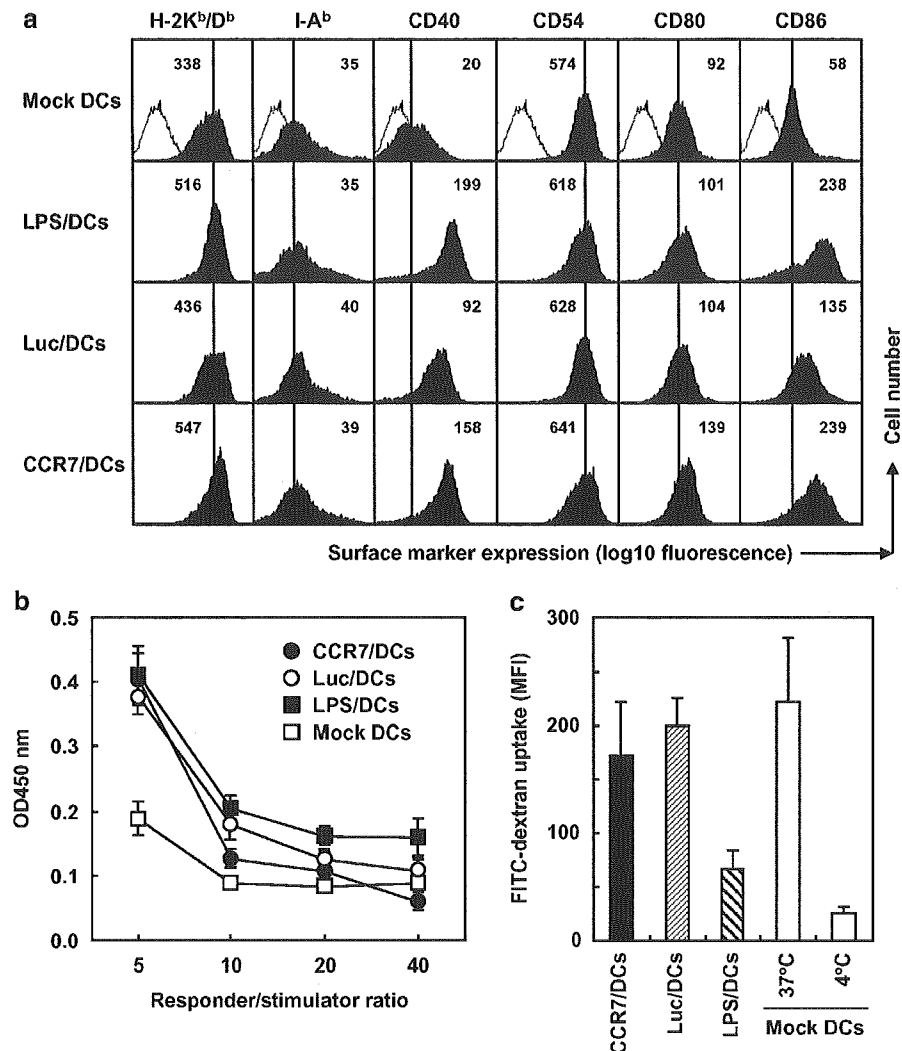 a
H-2Kᵇ/Dᵇ I-Aᵇ CD40 CD54 CD80 CD86
Mock DCs 338 35 20 574 92 58
LPS/DCs 516 35 199 618 101 238
Luc/DCs 436 40 92 628 104 135
CCR7/DCs 547 39 158 641 139 239
Cell number
Surface marker expression (log10 fluorescence)
b
0.5
0.4
0.3
0.2
0.1
0.0
OD450 nm
CCR7/DCs
Luc/DCs
LPS/DCs
Mock DCs
5 10 20 40
Responder/stimulator ratio
c
300
200
100
0
FITC-dextran uptake (MFI)
CCR7/DCs
Luc/DCs
LPS/DCs
37°C
4°C
Mock DCs